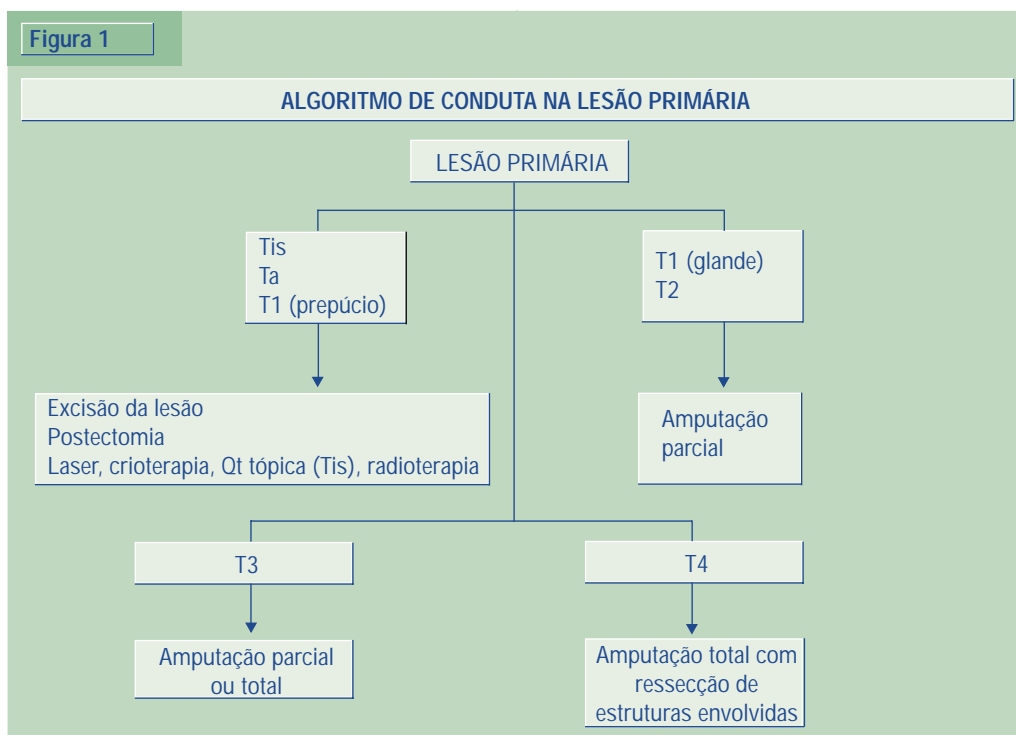 Figura 1
ALGORITMO DE CONDUTA NA LESÃO PRIMÁRIA
LESÃO PRIMÁRIA
Tis
Ta
T1 (prepúcio)
T1 (glande)
T2
Excisão da lesão
Postectomia
Laser, crioterapia, Qt tópica (Tis), radioterapia
Amputação
parcial
T3
T4
Amputação parcial
ou total
Amputação total com
ressecção de
estruturas envolvidas